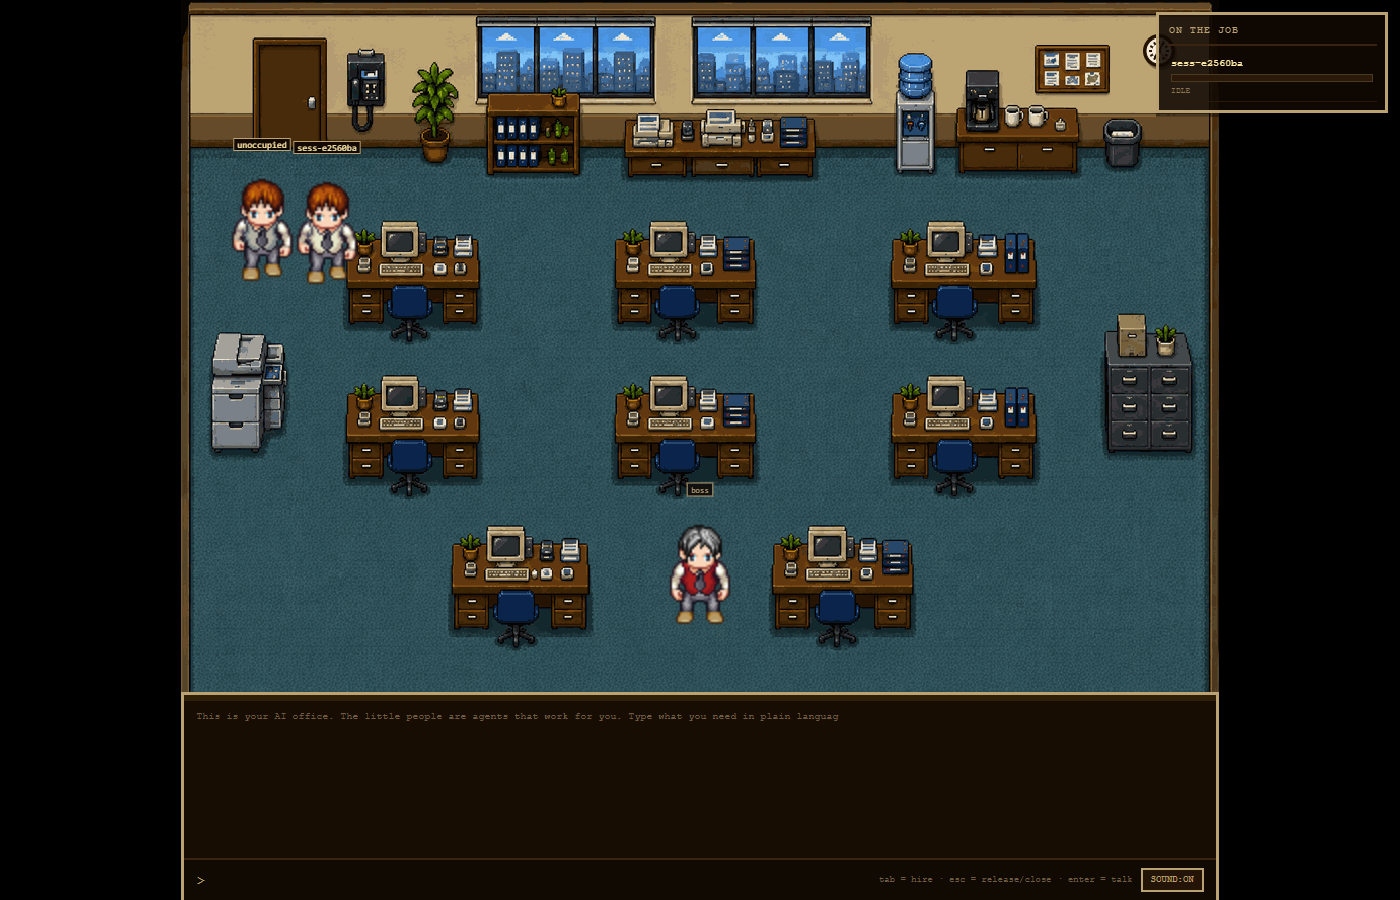 ON THE JOB
sess-e2560ba
IDLE
unoccupied
sess-e2560ba
boss
This is your AI office. The little people are agents that work for you. Type what you need in plain languag
>
tab = hire · esc = release/close · enter = talk
SOUND:ON